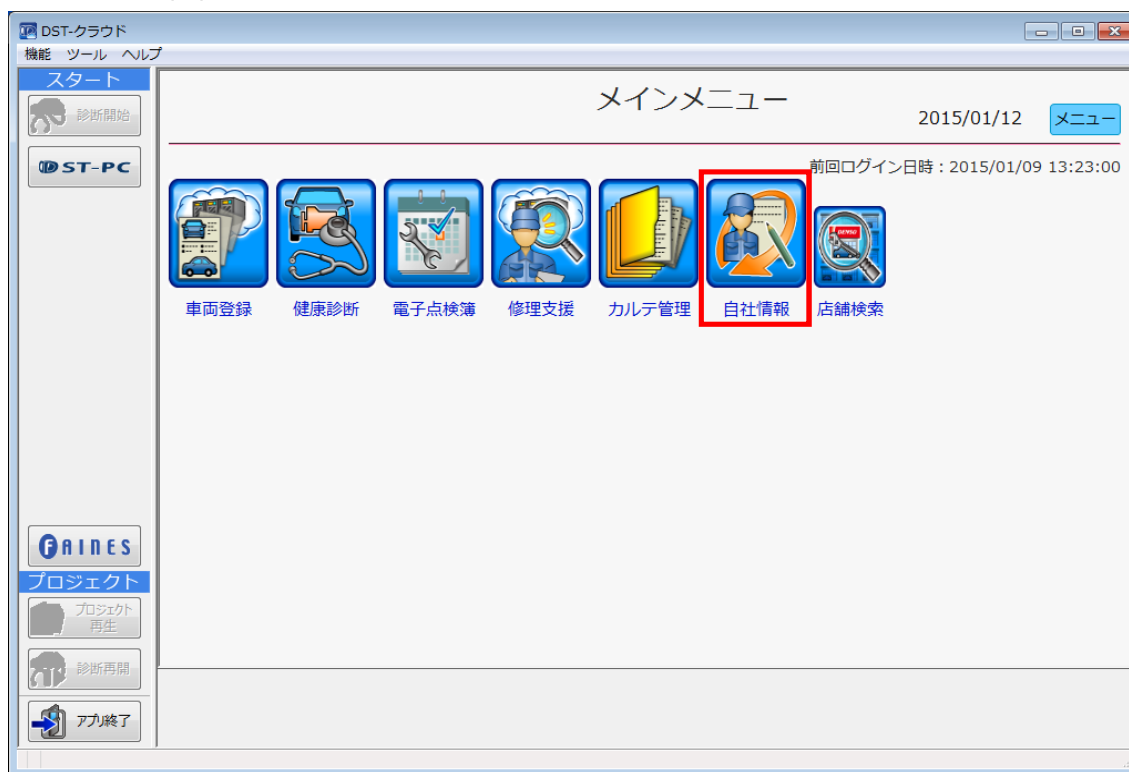 DST-クラウド
機能 ツール ヘルプ
スタート
診断開始
DST-PC
FAINES
プロジェクト
プロジェクト
再生
診断再開
アプリ終了
メインメニュー
2015/01/12
メニュー
前回ログイン日時：2015/01/09 13:23:00
DENSO
車両登録 健康診断 電子点検簿 修理支援 カルテ管理 自社情報 店舗検索